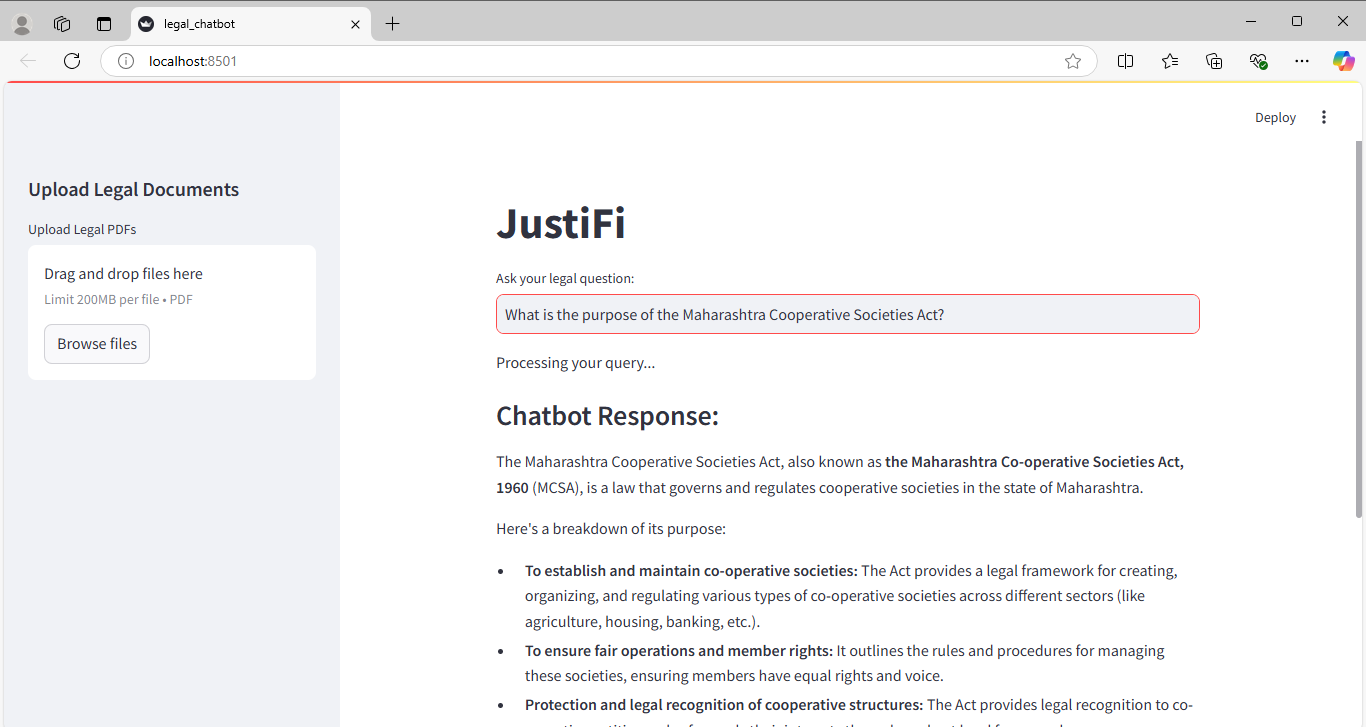 legal_chatbot
localhost:8501
Deploy
Upload Legal Documents
Upload Legal PDFs
Drag and drop files here
Limit 200MB per file • PDF
Browse files
JustiFi
Ask your legal question:
What is the purpose of the Maharashtra Cooperative Societies Act?
Processing your query...
Chatbot Response:
The Maharashtra Cooperative Societies Act, also known as the Maharashtra Co-operative Societies Act,
1960 (MCSA), is a law that governs and regulates cooperative societies in the state of Maharashtra.
Here's a breakdown of its purpose:
• To establish and maintain co-operative societies: The Act provides a legal framework for creating,
organizing, and regulating various types of co-operative societies across different sectors (like
agriculture, housing, banking, etc.).
• To ensure fair operations and member rights: It outlines the rules and procedures for managing
these societies, ensuring members have equal rights and voice.
• Protection and legal recognition of cooperative structures: The Act provides legal recognition to co-